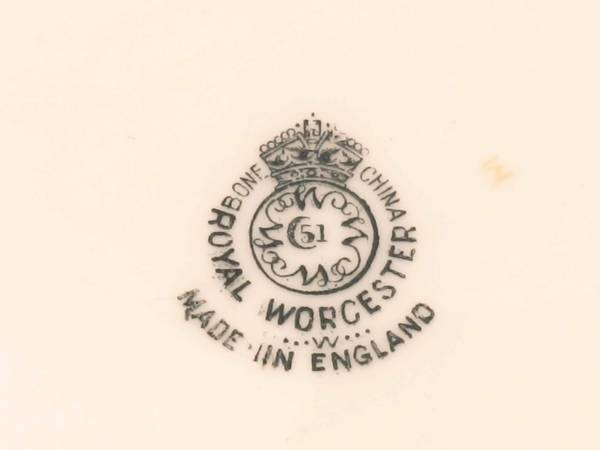 BONE CHINA
51
ROYAL WORCESTER
...W...
MADE IN ENGLAND